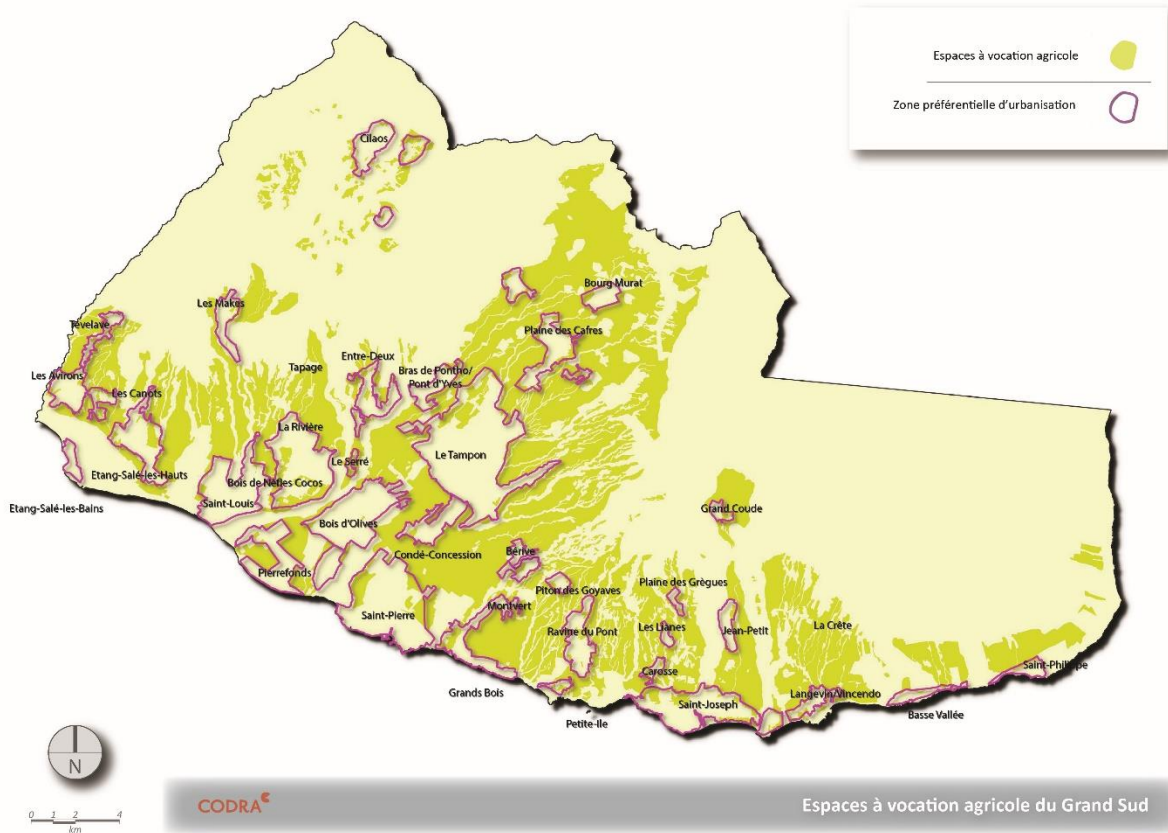 Espaces à vocation agricole
Zone préférentielle d'urbanisation
Cilaos
Bourg Murat
Les Makes
Tévelave
Plaine des Cafres
Entre-Deux
Tapage
Bras de Pontho/
Pont d'Yves
Les Avirons
Les Canots
La Rivière
Le Tampon
Le Serré
Etang-Salé-les-Hauts
Bois de Nèfles Cocos
Saint-Louis
Etang-Salé-les-Bains
Grand Coude
Bois d'Olives
Condé-Concession
Bérive
Pierrefonds
Plaine des Grègues
Piton des Goyaves
Montvert
Saint-Pierre
La Crête
Ravine du Pont
Les Lianes
Jean-Petit
Carosse
Saint-Philippe
Grands Bois
Langevin/Vincendo
Saint-Joseph
Basse Vallée
Petite-Ile
N
0 1 2 4
km
CODRA
Espaces à vocation agricole du Grand Sud